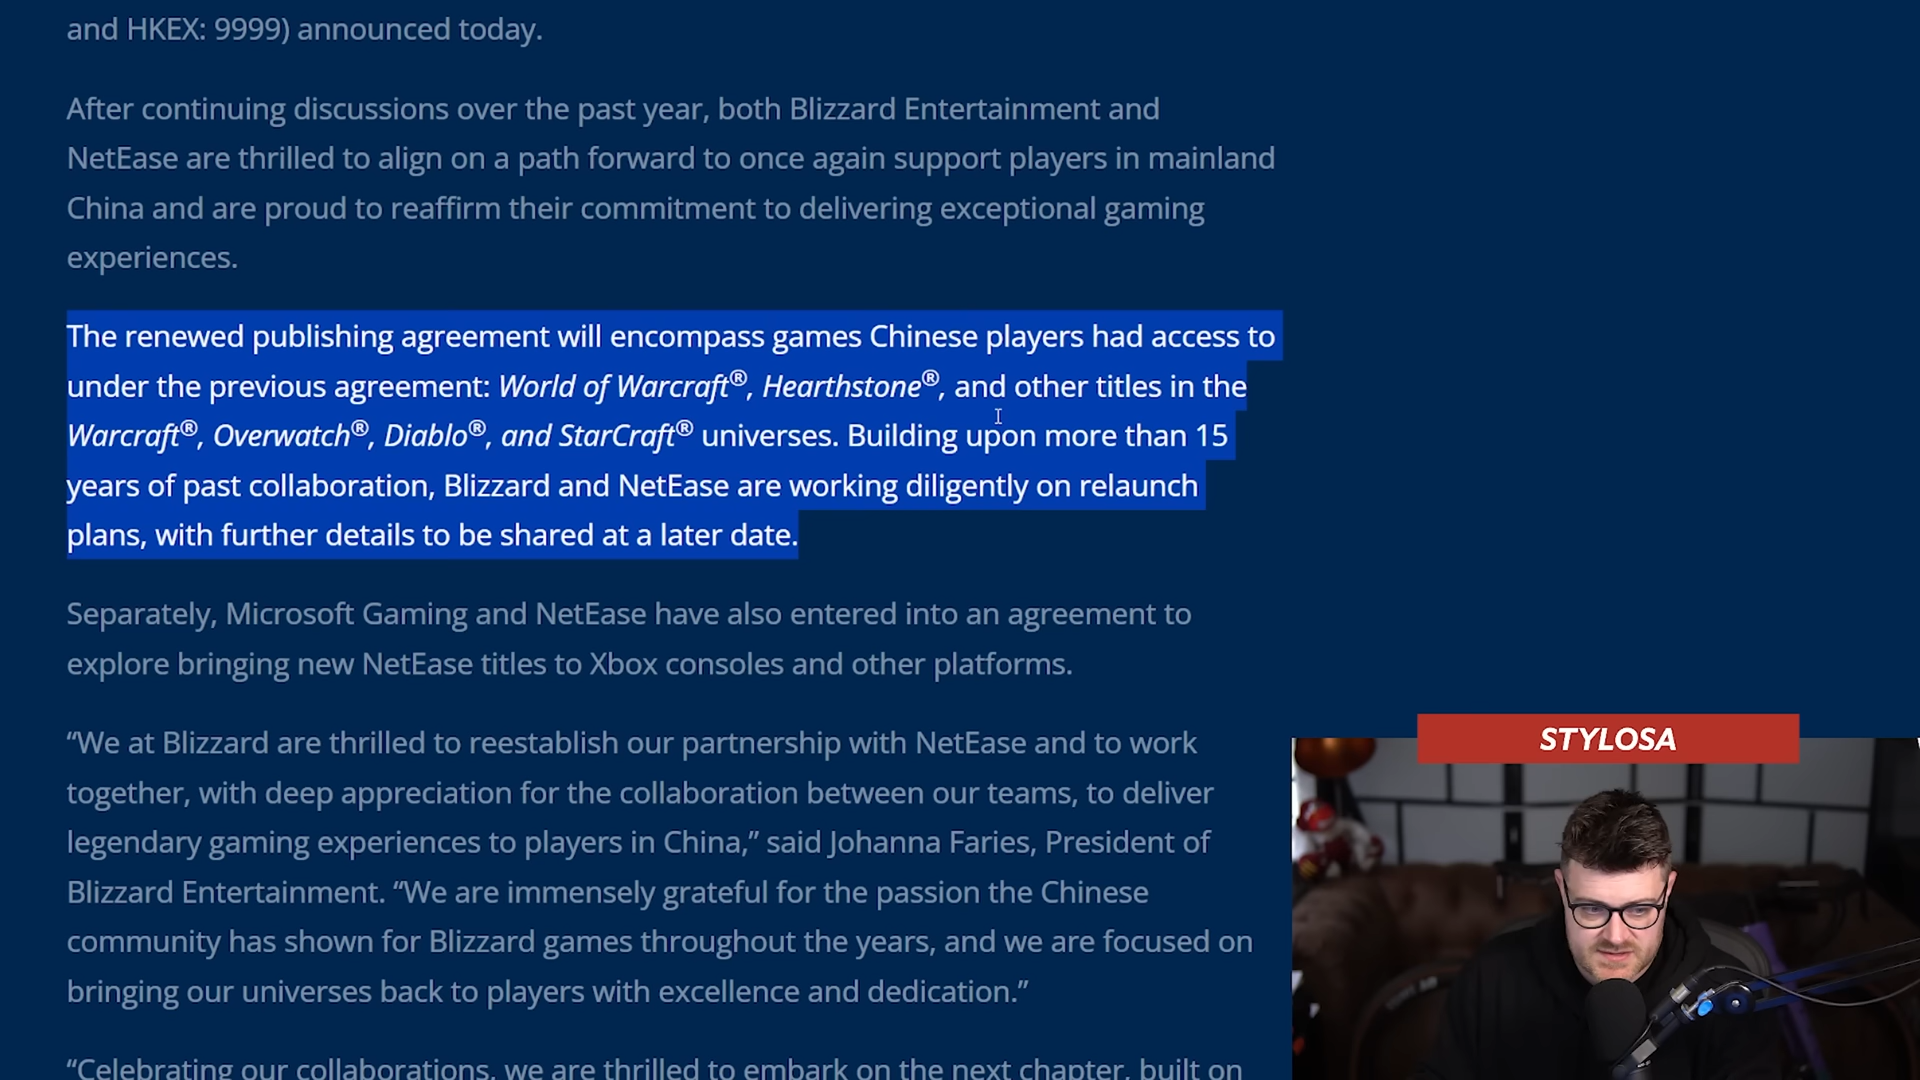 and HKEX: 9999) announced today.
After continuing discussions over the past year, both Blizzard Entertainment and
NetEase are thrilled to align on a path forward to once again support players in mainland
China and are proud to reaffirm their commitment to delivering exceptional gaming
experiences.
The renewed publishing agreement will encompass games Chinese players had access to
under the previous agreement: World of Warcraft®, Hearthstone®, and other titles in the
Warcraft®, Overwatch®, Diablo®, and StarCraft® universes. Building upon more than 15
years of past collaboration, Blizzard and NetEase are working diligently on relaunch
plans, with further details to be shared at a later date.
Separately, Microsoft Gaming and NetEase have also entered into an agreement to
explore bringing new NetEase titles to Xbox consoles and other platforms.
“We at Blizzard are thrilled to reestablish our partnership with NetEase and to work
together, with deep appreciation for the collaboration between our teams, to deliver
legendary gaming experiences to players in China,” said Johanna Faries, President of
Blizzard Entertainment. “We are immensely grateful for the passion the Chinese
community has shown for Blizzard games throughout the years, and we are focused on
bringing our universes back to players with excellence and dedication.”
“Celebrating our collaborations, we are thrilled to embark on the next chapter, built on
STYLOSA